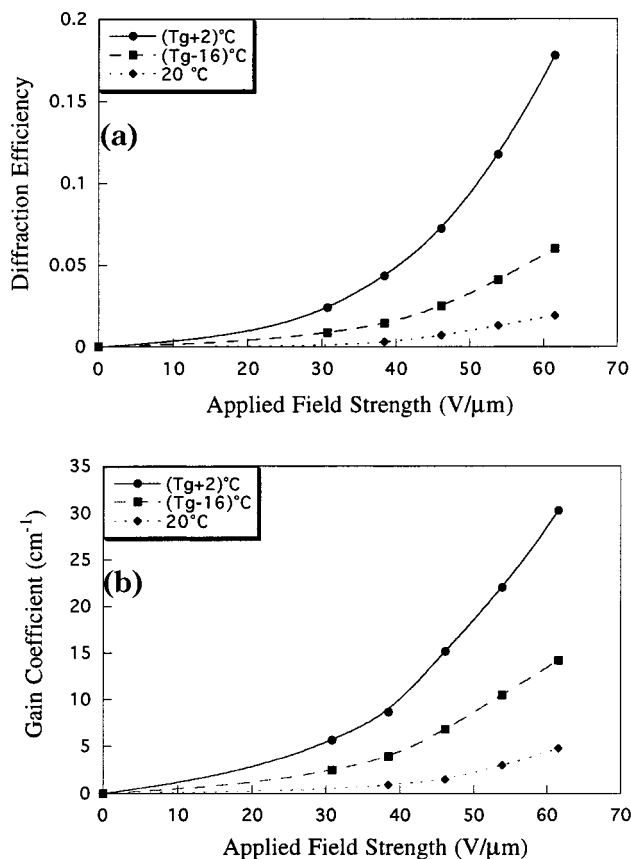 0.2
0.15
0.1
0.05
0
Diffraction Efficiency
(Tg+2)°C
(Tg-16)°C
20 °C
(a)
0 10 20 30 40 50 60 70
Applied Field Strength (V/µm)
35
30
25
20
15
10
5
0
Gain Coefficient (cm⁻¹)
(Tg+2)°C
(Tg-16)°C
20°C
(b)
0 10 20 30 40 50 60 70
Applied Field Strength (V/µm)